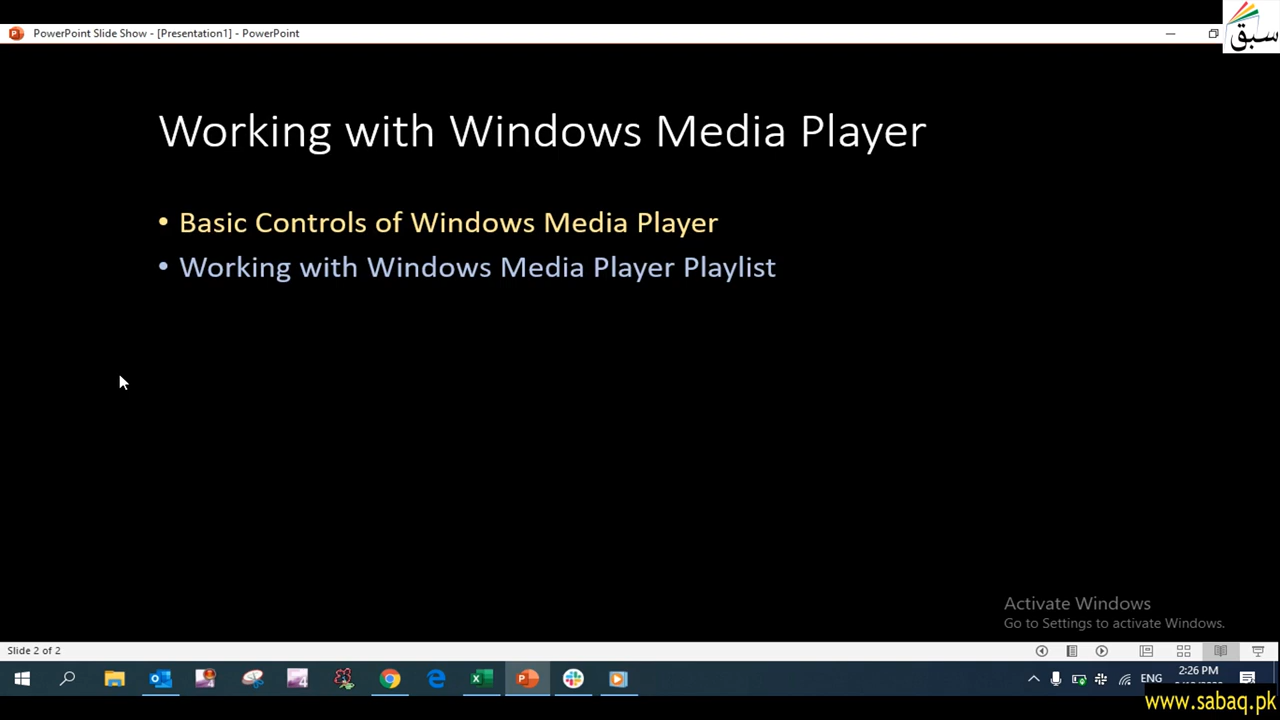 سبق
PowerPoint Slide Show - [Presentation1] - PowerPoint
Working with Windows Media Player
• Basic Controls of Windows Media Player
• Working with Windows Media Player Playlist
Activate Windows
Go to Settings to activate Windows.
Slide 2 of 2
ENG
2:26 PM
www.sabaq.pk